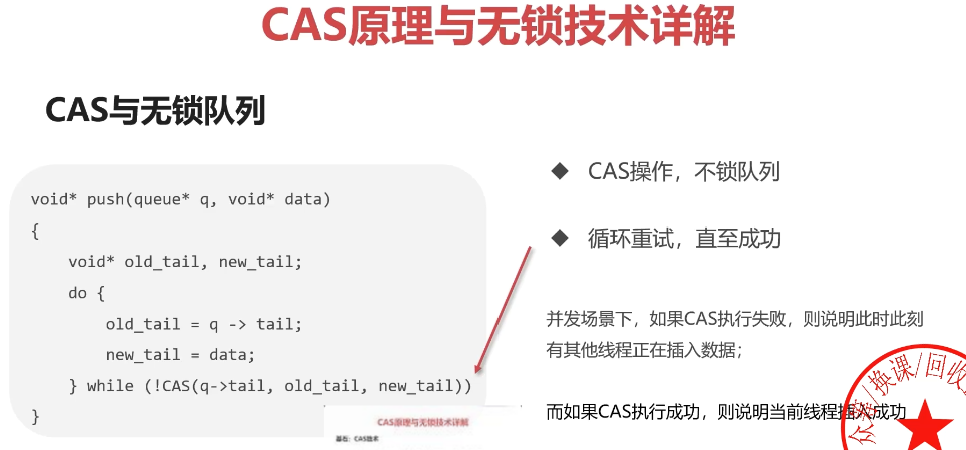 CAS原理与无锁技术详解
CAS与无锁队列
void* push(queue* q, void* data)
{
void* old_tail, new_tail;
do {
old_tail = q -> tail;
new_tail = data;
} while (!CAS(q->tail, old_tail, new_tail))
}
◆ CAS操作，不锁队列
◆ 循环重试，直至成功
并发场景下，如果CAS执行失败，则说明此时此刻
有其他线程正在插入数据；
而如果CAS执行成功，则说明当前线程插入成功
CAS原理与无锁技术详解
基石：CAS技术
/换课/回收